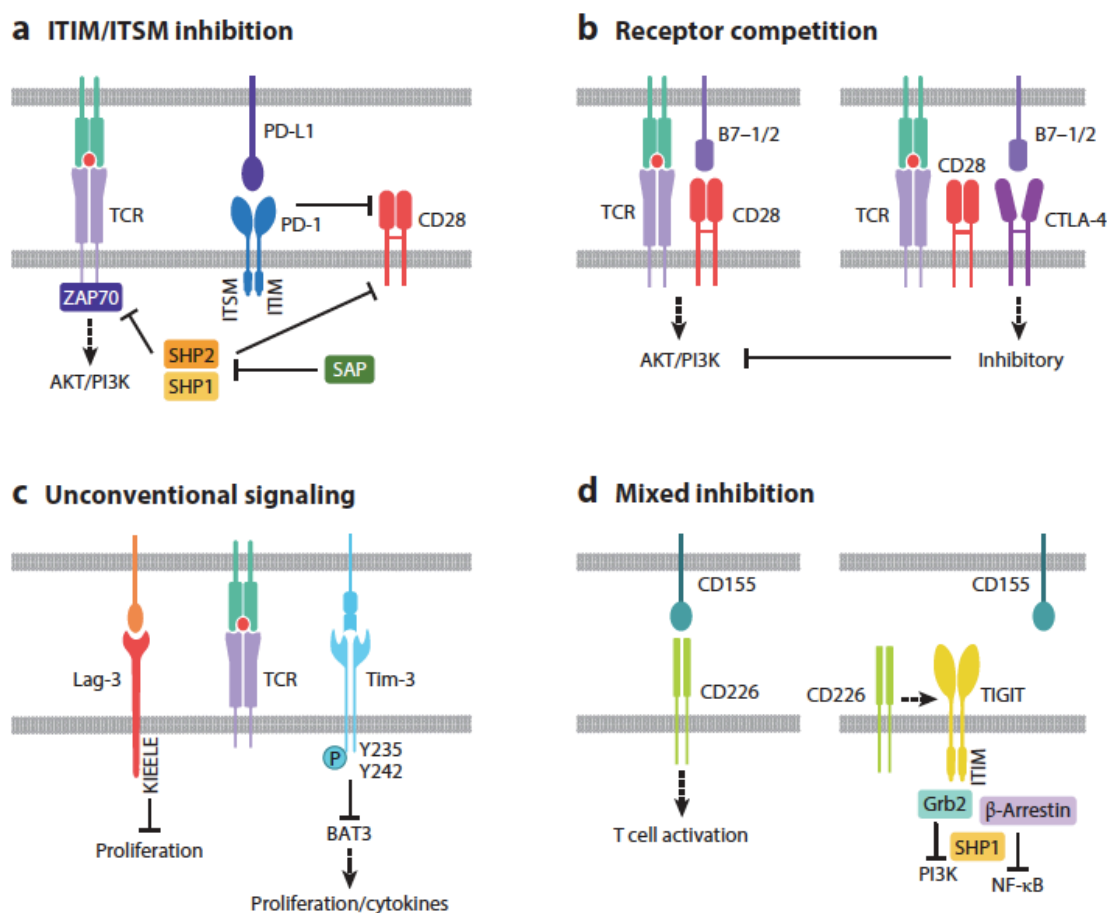 a ITIM/ITSM inhibition
PD-L1
TCR
PD-1
CD28
ITSM
ITIM
ZAP70
SHP2
SHP1
SAP
AKT/PI3K
b Receptor competition
B7–1/2
TCR
CD28
AKT/PI3K
B7–1/2
CD28
TCR
CTLA-4
Inhibitory
c Unconventional signaling
Lag-3
TCR
Tim-3
KIEELE
P
Y235
Y242
Proliferation
BAT3
Proliferation/cytokines
d Mixed inhibition
CD155
CD226
T cell activation
CD155
CD226
TIGIT
ITIM
Grb2
β-Arrestin
SHP1
PI3K
NF-κB